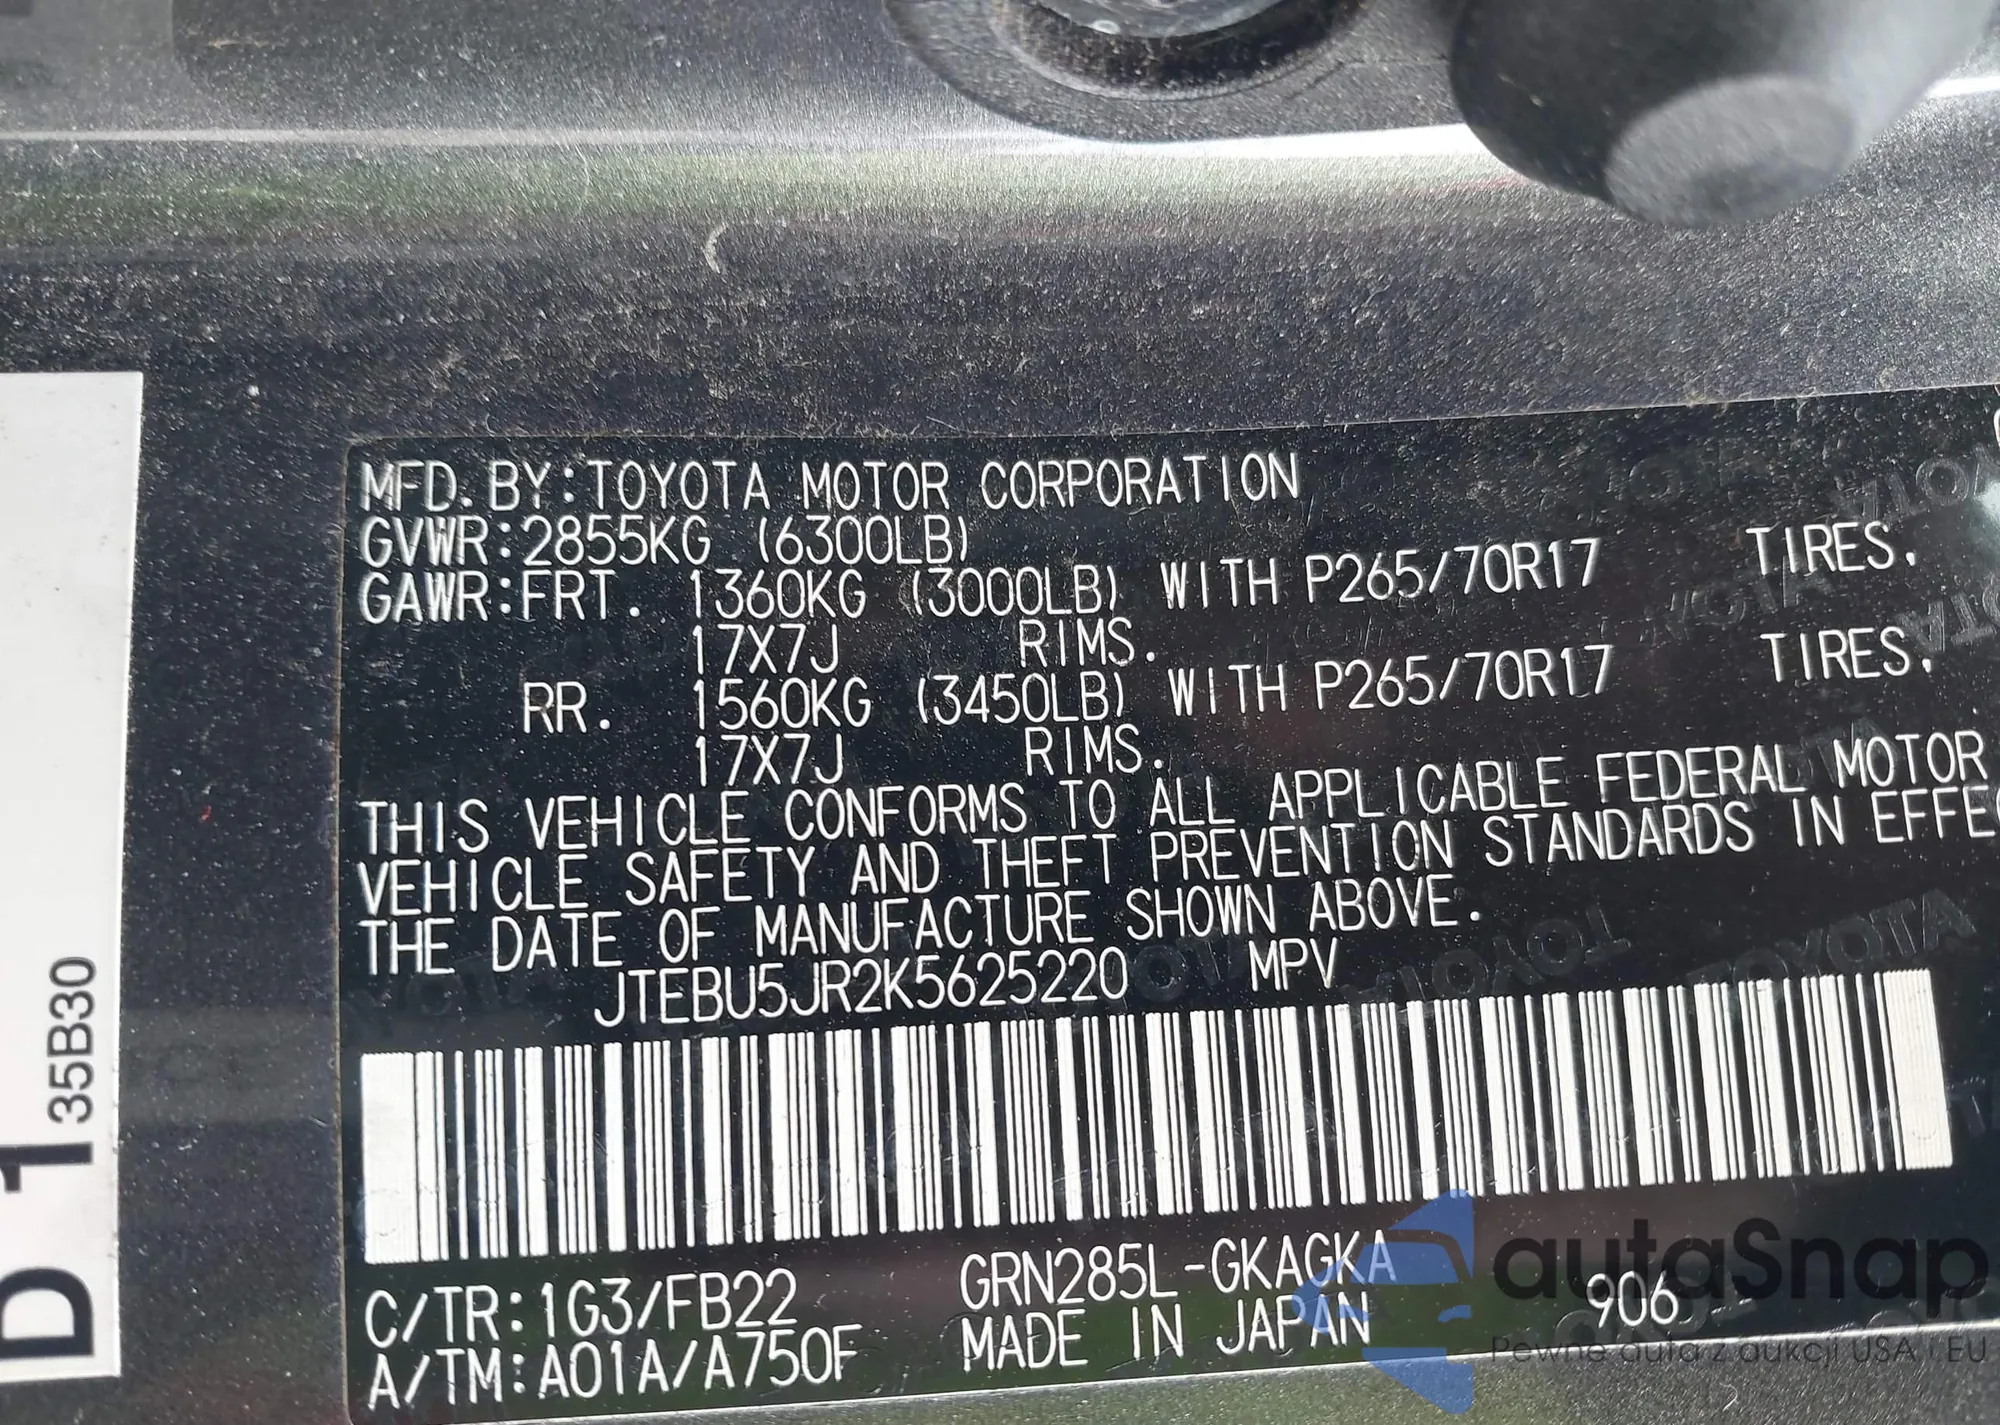 MFD. BY: TOYOTA MOTOR CORPORATION
GVWR: 2855KG (6300LB)
GAWR: FRT. 1360KG (3000LB) WITH P265/70R17 TIRES,
17X7J RIMS.
RR. 1560KG (3450LB) WITH P265/70R17 TIRES,
17X7J RIMS.
THIS VEHICLE CONFORMS TO ALL APPLICABLE FEDERAL MOTOR
VEHICLE SAFETY AND THEFT PREVENTION STANDARDS IN EFFE
THE DATE OF MANUFACTURE SHOWN ABOVE.
JTEBU5JR2K5625220 MPV
C/TR: 1G3/FB22 GRN285L-GKAGKA
A/TM: A01A/A750F MADE IN JAPAN 906
D 1 35B30
autaSnap
Pewne auta z aukcji USA i EU